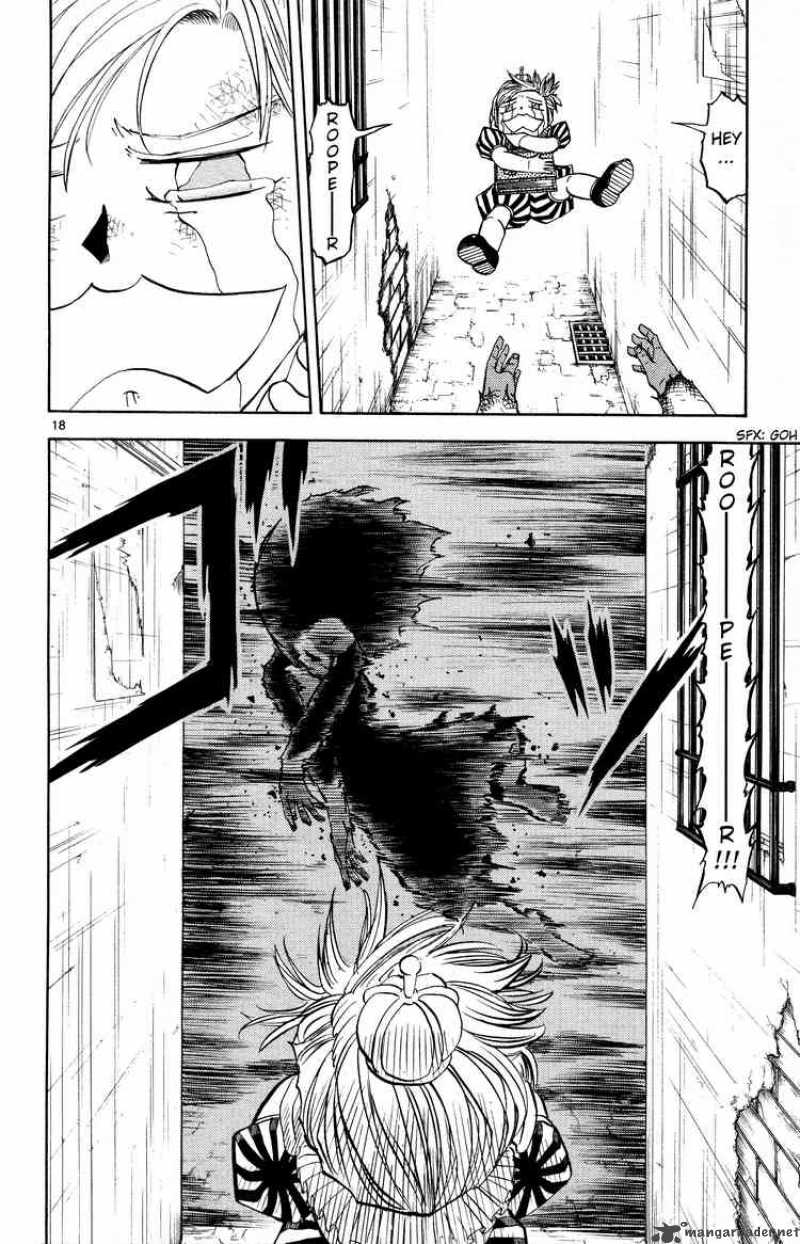 HEY
...
ROOPE—R
18
SFX: GOH
ROO—PE—R!!!
mangareader.net